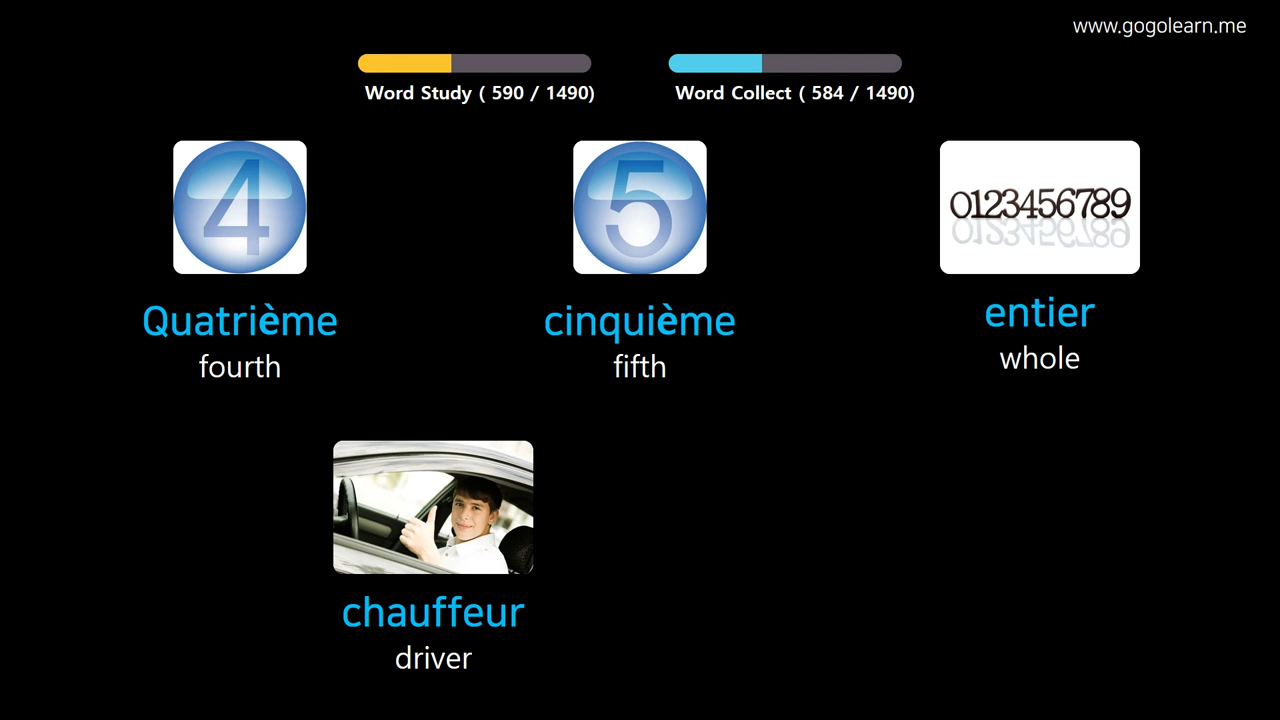 www.gogolearn.me
Word Study ( 590 / 1490)
Word Collect ( 584 / 1490)
4
5
0123456789
Quatrième
fourth
cinquième
fifth
entier
whole
chauffeur
driver